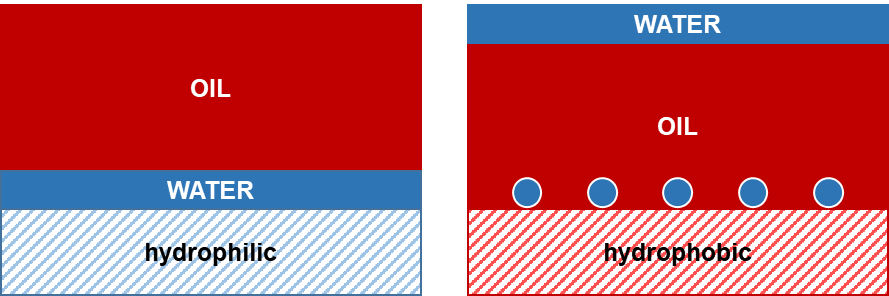 OIL
WATER
hydrophilic
WATER
OIL
hydrophobic